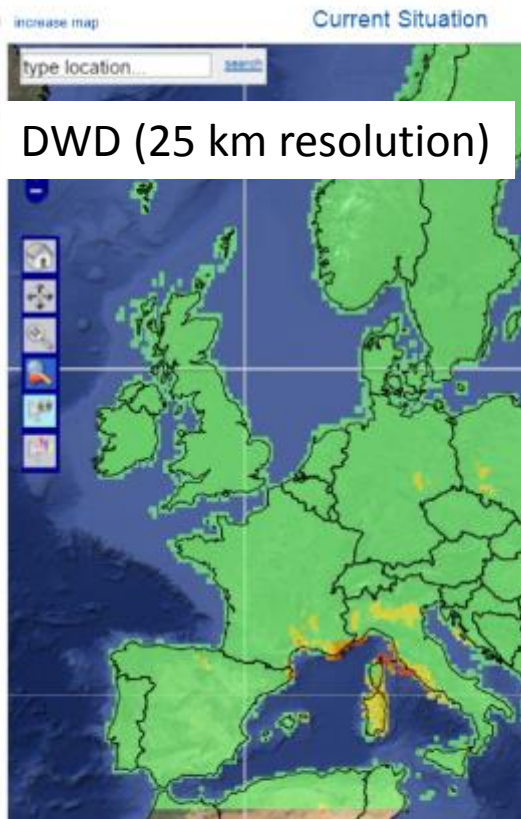 increase map
Current Situation
type location...
search
DWD (25 km resolution)